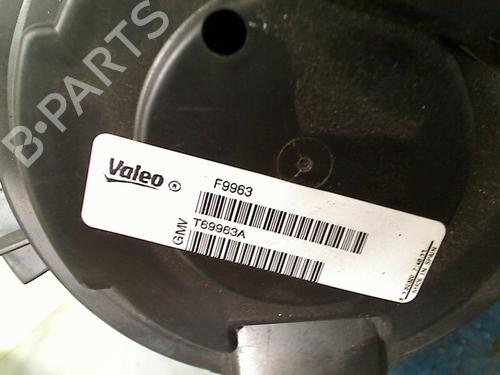 B-PARTS
Valeo ®
F9963
GMV
T69963A
MADE IN SPAIN